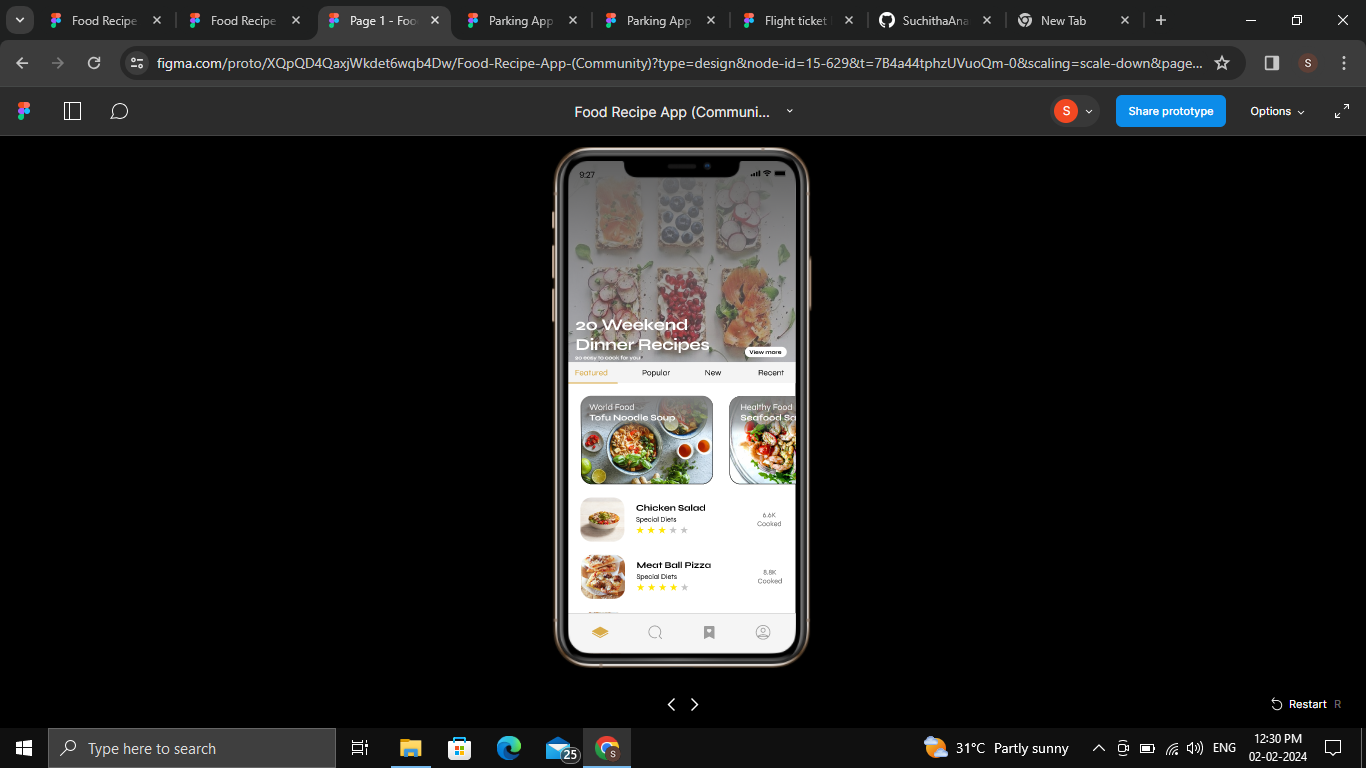 Food Recipe
Food Recipe
Page 1 - Foo
Parking App
Parking App
Flight ticket
SuchithaAna
New Tab
figma.com/proto/XQpQD4QaxjWkdet6wqb4Dw/Food-Recipe-App-(Community)?type=design&node-id=15-629&t=7B4a44tphzUVuoQm-0&scaling=scale-down&page...
S
Food Recipe App (Communi...
S
Share prototype
Options
9:27
20 Weekend
Dinner Recipes
so easy to cook for you
View more
Featured Popular New Recent
World Food
Tofu Noodle Soup
Healthy Food
Seafood Sa
Chicken Salad
Special Diets
6.6K
Cooked
Meat Ball Pizza
Special Diets
8.8K
Cooked
Restart R
Type here to search
25
S
31°C Partly sunny
ENG
12:30 PM
02-02-2024